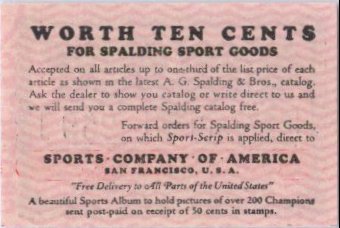 WORTH TEN CENTS
FOR SPALDING SPORT GOODS
Accepted on all articles up to one-third of the list price of each
article as shown in the latest A. G. Spalding & Bros., catalog.
Ask the dealer to show you catalog or write direct to us and
we will send you a complete Spalding catalog free.
Forward orders for Spalding Sport Goods,
on which Sport-Scrip is applied, direct to
SPORTS · COMPANY · OF · AMERICA
SAN FRANCISCO, U. S. A.
"Free Delivery to All Parts of the United States"
A beautiful Sports Album to hold pictures of over 200 Champions
sent post-paid on receipt of 50 cents in stamps.